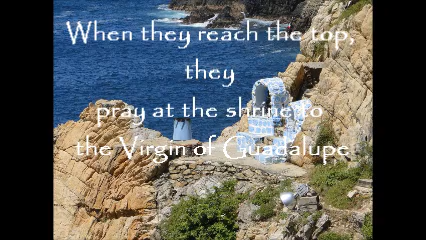 When they reach the top,
they
pray at the shrine to
the Virgin of Guadalupe